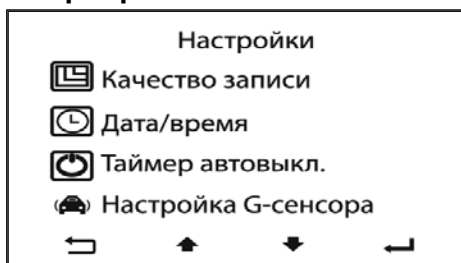 Настройки
Качество записи
Дата/время
Таймер автовыкл.
Настройка G-сенсора